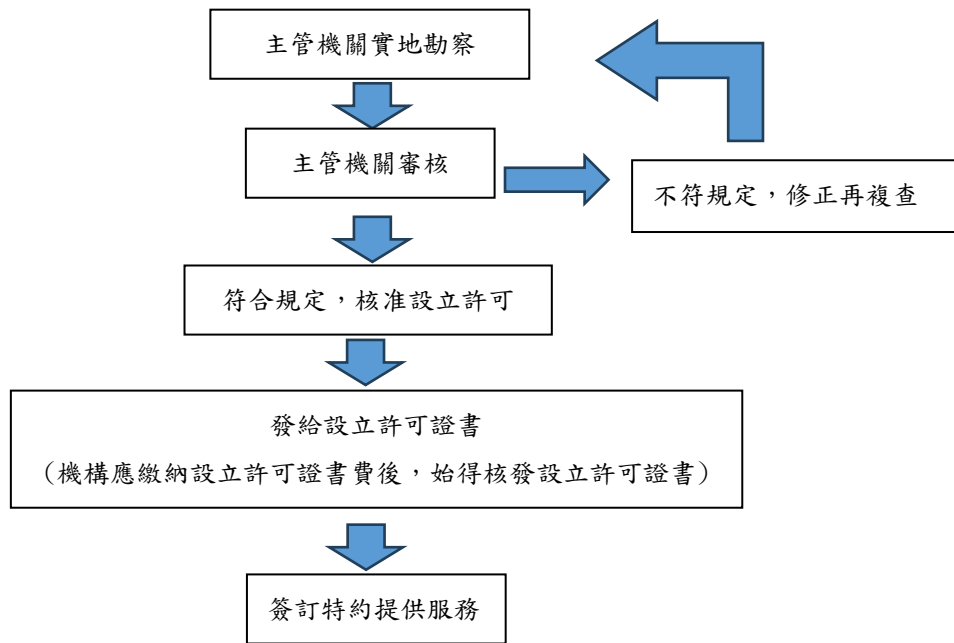 主管機關實地勘察
主管機關審核
不符規定，修正再複查
符合規定，核准設立許可
發給設立許可證書
（機構應繳納設立許可證書費後，始得核發設立許可證書）
簽訂特約提供服務